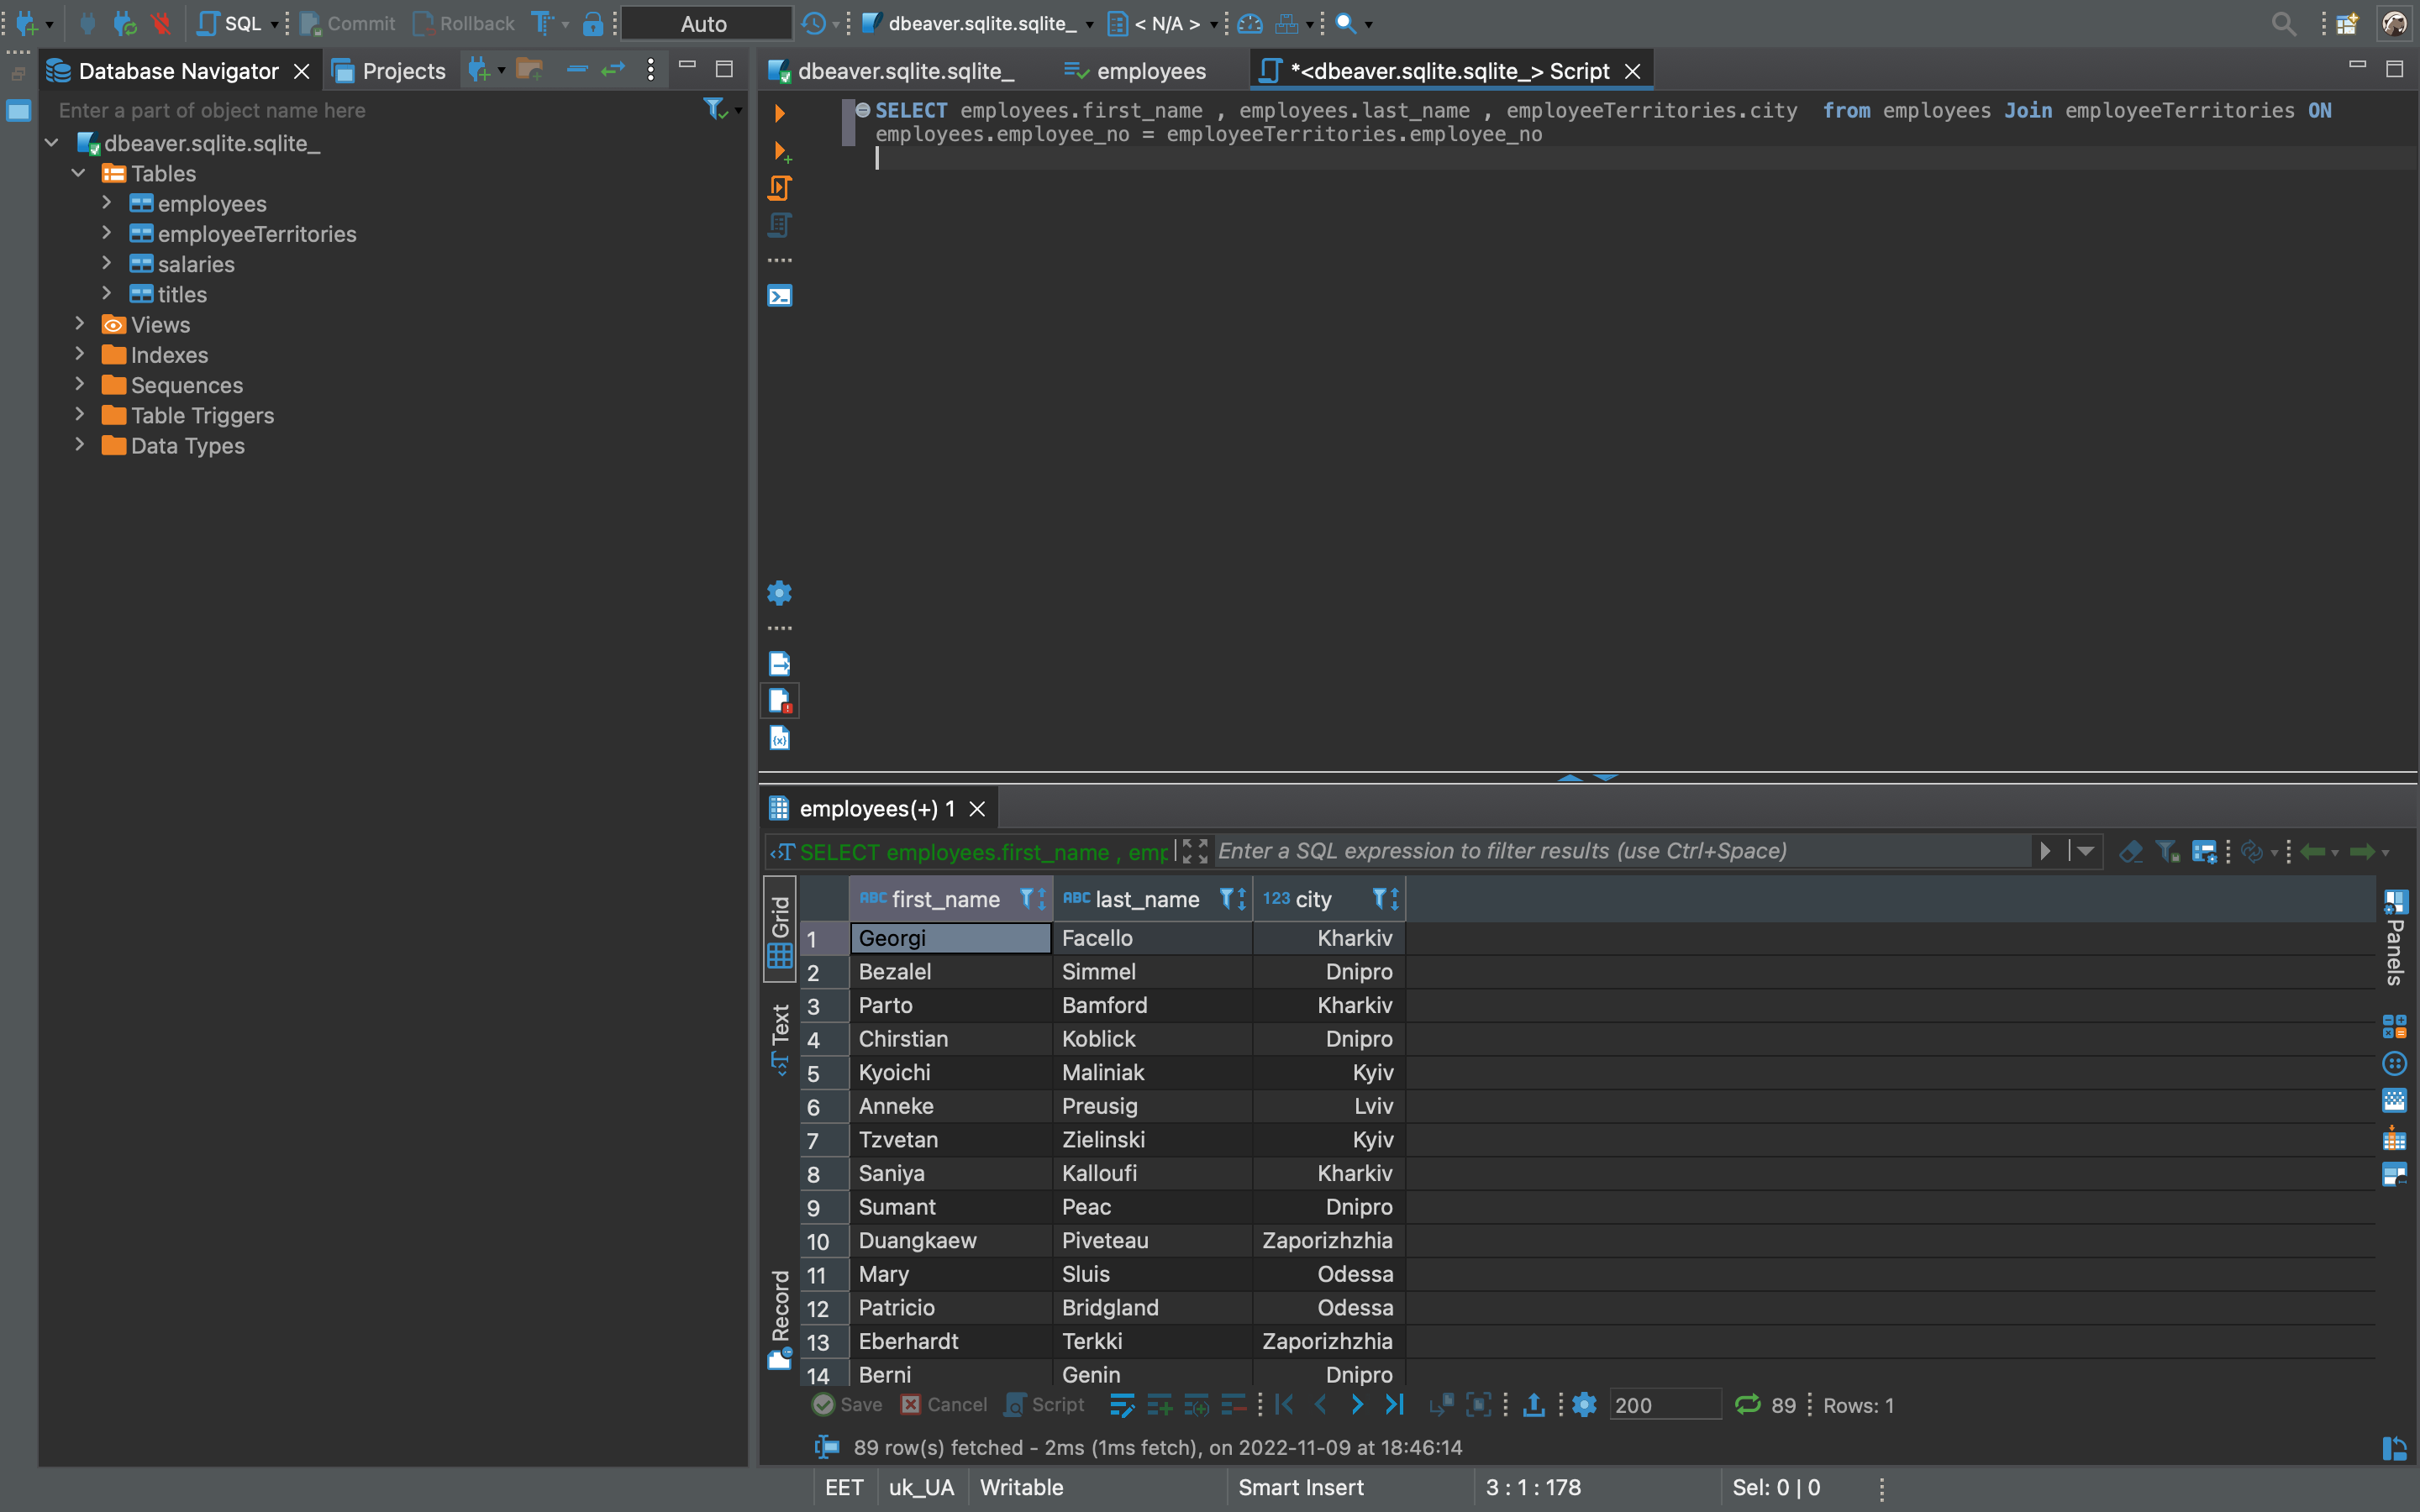 SQL
Commit
Rollback
Auto
dbeaver.sqlite.sqlite_
< N/A >
Database Navigator
Projects
Enter a part of object name here
dbeaver.sqlite.sqlite_
Tables
employees
employeeTerritories
salaries
titles
Views
Indexes
Sequences
Table Triggers
Data Types
dbeaver.sqlite.sqlite_
employees
*<dbeaver.sqlite.sqlite_> Script
SELECT employees.first_name , employees.last_name , employeeTerritories.city from employees Join employeeTerritories ON
employees.employee_no = employeeTerritories.employee_no
employees(+) 1
SELECT employees.first_name , emp
Enter a SQL expression to filter results (use Ctrl+Space)
Grid
Text
Record
Panels
ABC first_name ABC last_name 123 city
1 Georgi Facello Kharkiv
2 Bezalel Simmel Dnipro
3 Parto Bamford Kharkiv
4 Chirstian Koblick Dnipro
5 Kyoichi Maliniak Kyiv
6 Anneke Preusig Lviv
7 Tzvetan Zielinski Kyiv
8 Saniya Kalloufi Kharkiv
9 Sumant Peac Dnipro
10 Duangkaew Piveteau Zaporizhzhia
11 Mary Sluis Odessa
12 Patricio Bridgland Odessa
13 Eberhardt Terkki Zaporizhzhia
14 Berni Genin Dnipro
Save Cancel Script 200 89 Rows: 1
89 row(s) fetched - 2ms (1ms fetch), on 2022-11-09 at 18:46:14
EET uk_UA Writable Smart Insert 3 : 1 : 178 Sel: 0 | 0